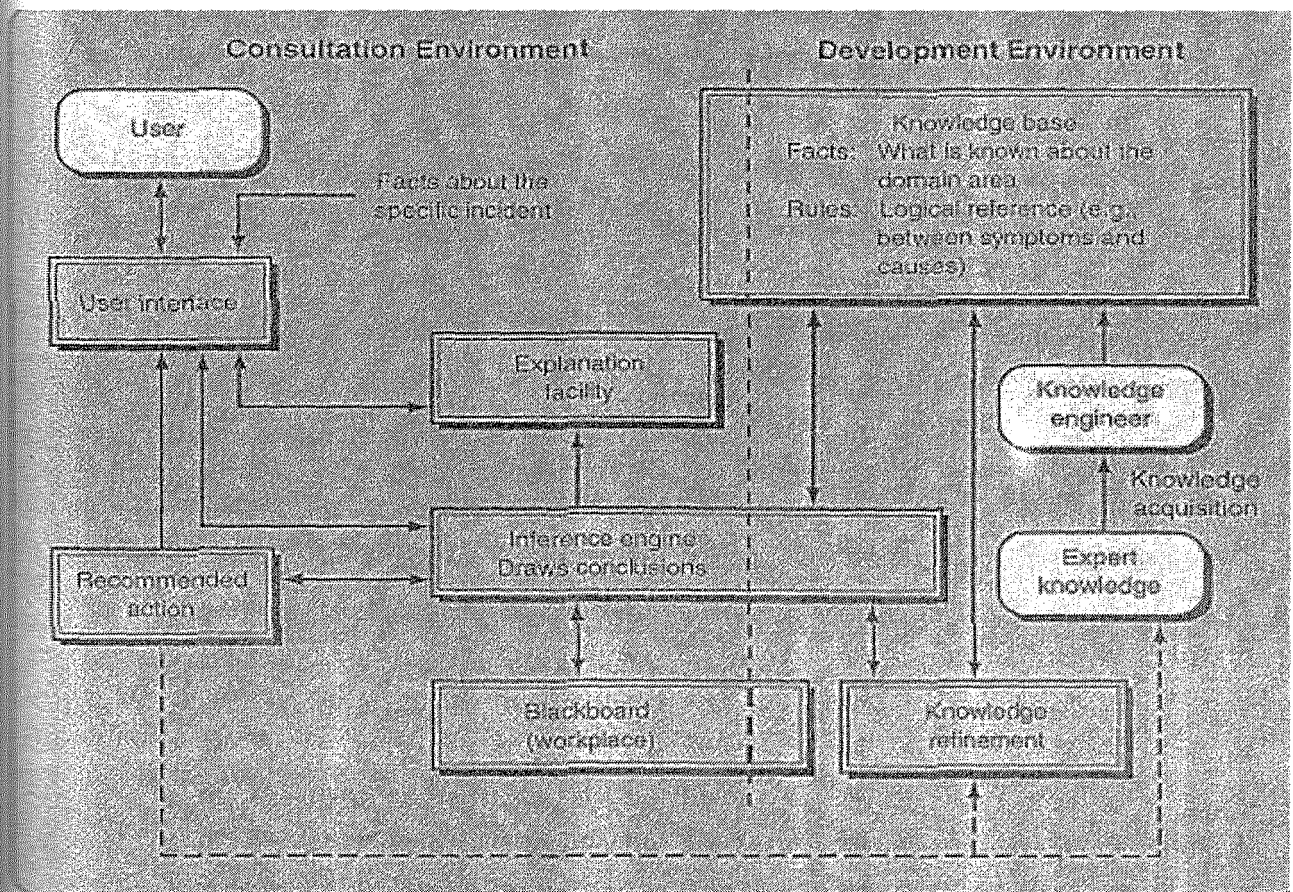 Consultation Environment
Development Environment
User
Facts about the
specific incident
User interface
Explanation
facility
Inference engine
Draws conclusions
Recommended
action
Blackboard
(workplace)
Knowledge base
Facts: What is known about the
domain area
Rules: Logical reference (e.g.,
between symptoms and
causes)
Knowledge
engineer
Knowledge
acquisition
Expert
knowledge
Knowledge
refinement